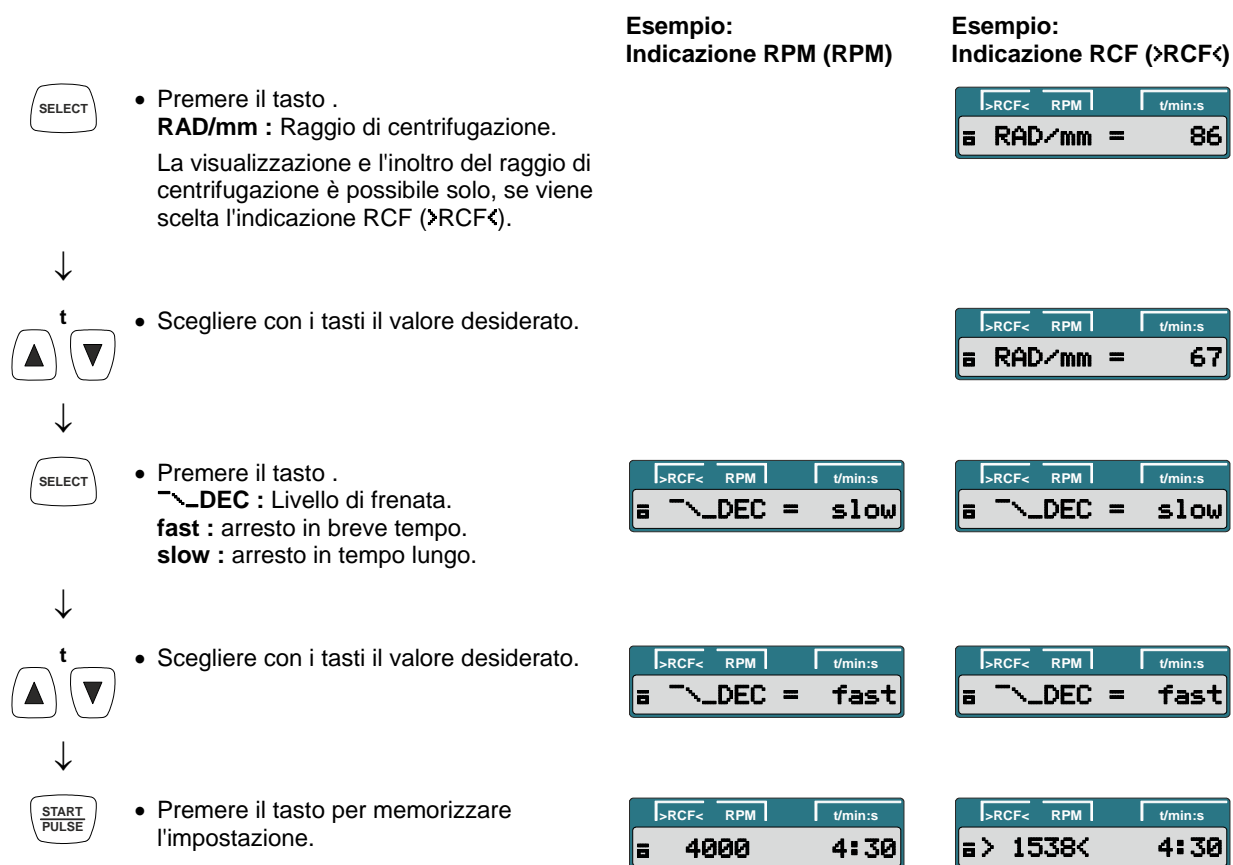 Esempio:
Indicazione RPM (RPM)
Esempio:
Indicazione RCF (>RCF<)
SELECT
• Premere il tasto .
RAD/mm : Raggio di centrifugazione.
La visualizzazione e l'inoltro del raggio di
centrifugazione è possibile solo, se viene
scelta l'indicazione RCF (>RCF<).
>RCF< RPM t/min:s
RAD/mm = 86
↓
t
▲ ▼
• Scegliere con i tasti il valore desiderato.
>RCF< RPM t/min:s
RAD/mm = 67
↓
SELECT
• Premere il tasto .
‾\_DEC : Livello di frenata.
fast : arresto in breve tempo.
slow : arresto in tempo lungo.
>RCF< RPM t/min:s
‾\_DEC = slow
>RCF< RPM t/min:s
‾\_DEC = slow
↓
t
▲ ▼
• Scegliere con i tasti il valore desiderato.
>RCF< RPM t/min:s
‾\_DEC = fast
>RCF< RPM t/min:s
‾\_DEC = fast
↓
START
PULSE
• Premere il tasto per memorizzare
l'impostazione.
>RCF< RPM t/min:s
4000 4:30
>RCF< RPM t/min:s
> 1538< 4:30